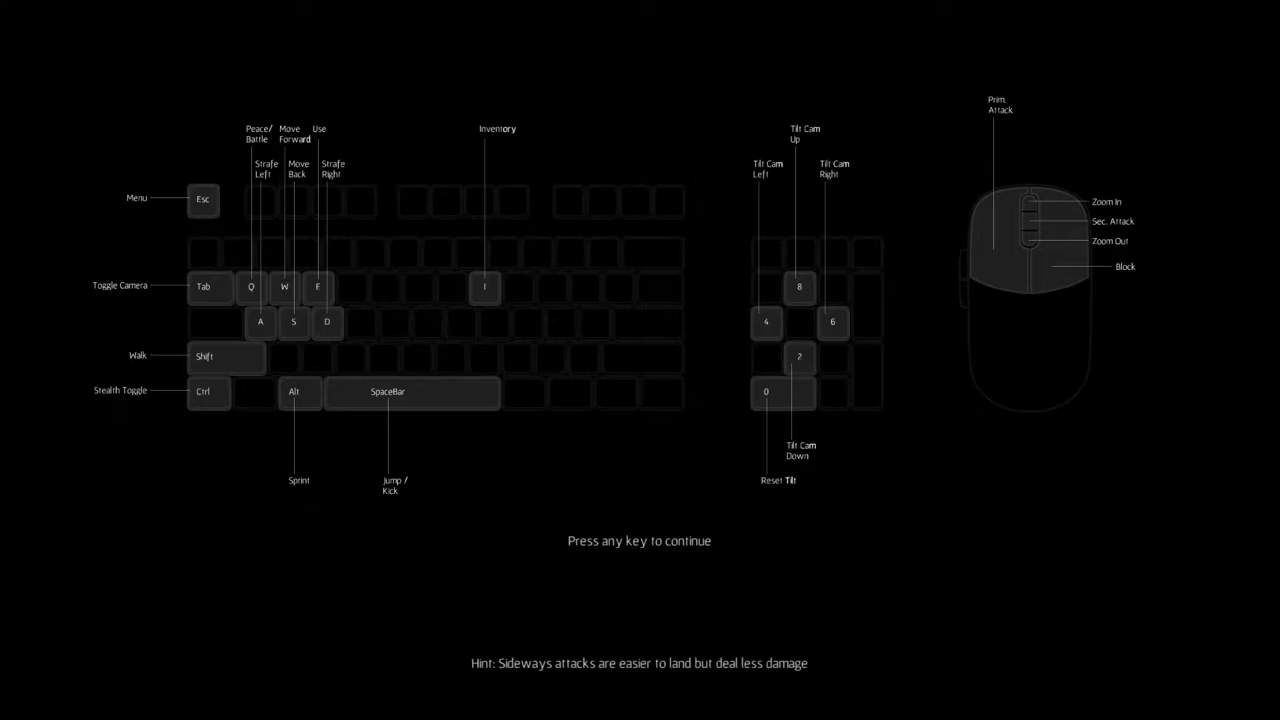 Prim.
Attack
Peace/
Battle
Move
Forward
Use
Inventory
Tilt Cam
Up
Strafe
Left
Move
Back
Strafe
Right
Tilt Cam
Left
Tilt Cam
Right
Menu
Esc
Zoom In
Sec. Attack
Zoom Out
Block
Toggle Camera
Tab
Q
W
E
I
8
A
S
D
4
6
Walk
Shift
2
Stealth Toggle
Ctrl
Alt
SpaceBar
0
Tilt Cam
Down
Sprint
Jump /
Kick
Reset Tilt
Press any key to continue
Hint: Sideways attacks are easier to land but deal less damage